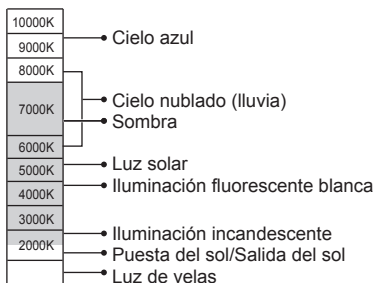 10000K
9000K
Cielo azul
8000K
Cielo nublado (lluvia)
7000K
Sombra
6000K
5000K
Luz solar
4000K
Iluminación fluorescente blanca
3000K
Iluminación incandescente
2000K
Puesta del sol/Salida del sol
Luz de velas